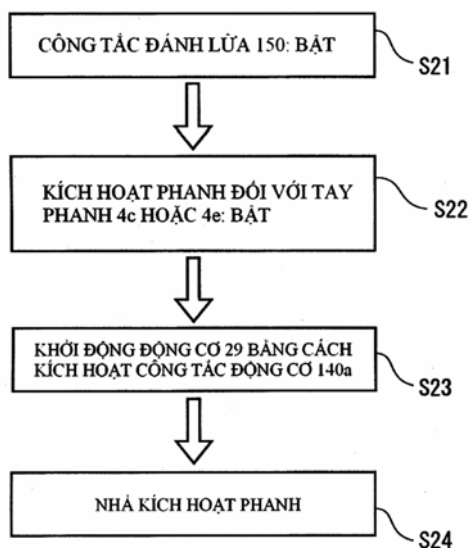 CÔNG TẮC ĐÁNH LỬA 150: BẬT
S21
KÍCH HOẠT PHANH ĐỐI VỚI TAY
PHANH 4c HOẶC 4e: BẬT
S22
KHỞI ĐỘNG ĐỘNG CƠ 29 BẰNG CÁCH
KÍCH HOẠT CÔNG TẮC ĐỘNG CƠ 140a
S23
NHẢ KÍCH HOẠT PHANH
S24